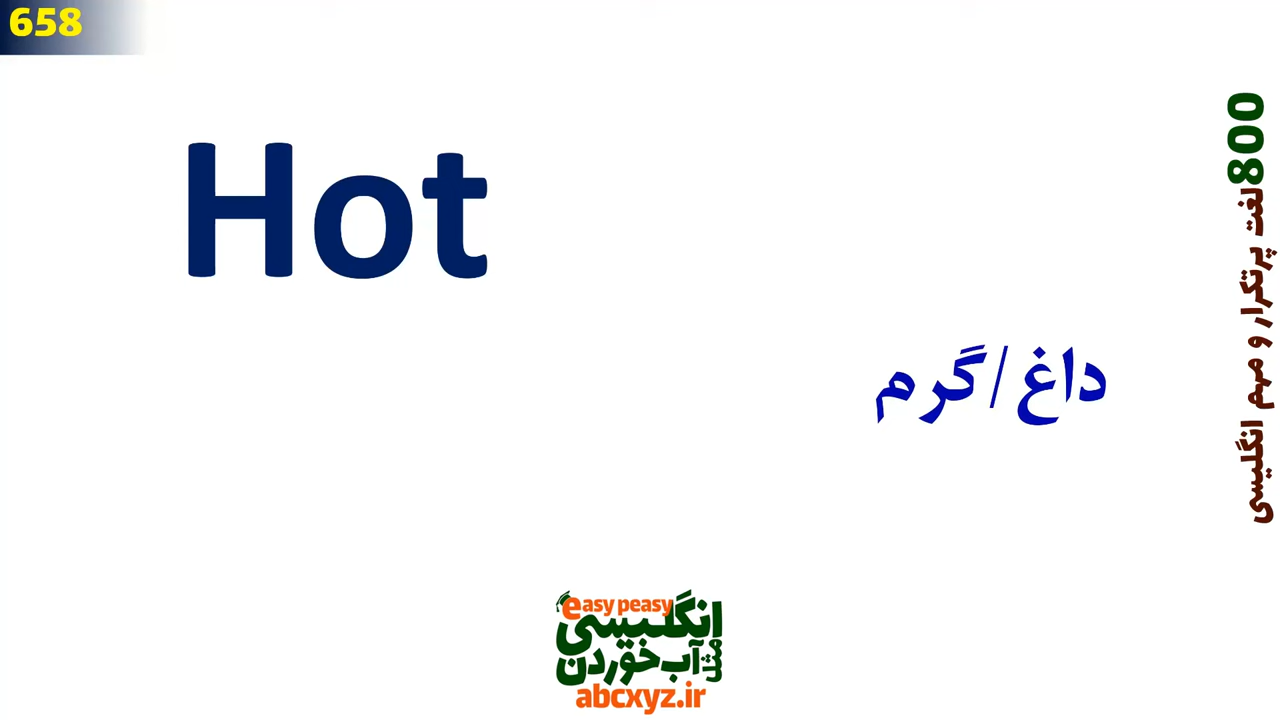 658
Hot
داغ/گرم
800 لغت پرتکرار و مهم انگلیسی
easy peasy
انگلیسی
مثل آب خوردن
abcxyz.ir